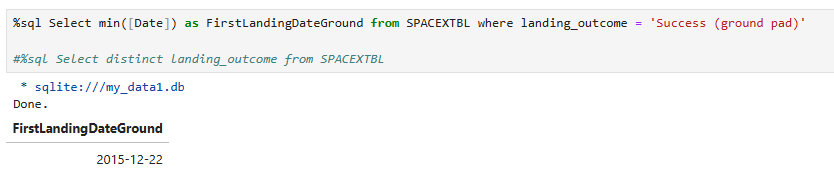 %sql Select min([Date]) as FirstLandingDateGround from SPACEXTBL where landing_outcome = 'Success (ground pad)'
#%sql Select distinct landing_outcome from SPACEXTBL
* sqlite:///my_data1.db
Done.
FirstLandingDateGround
2015-12-22